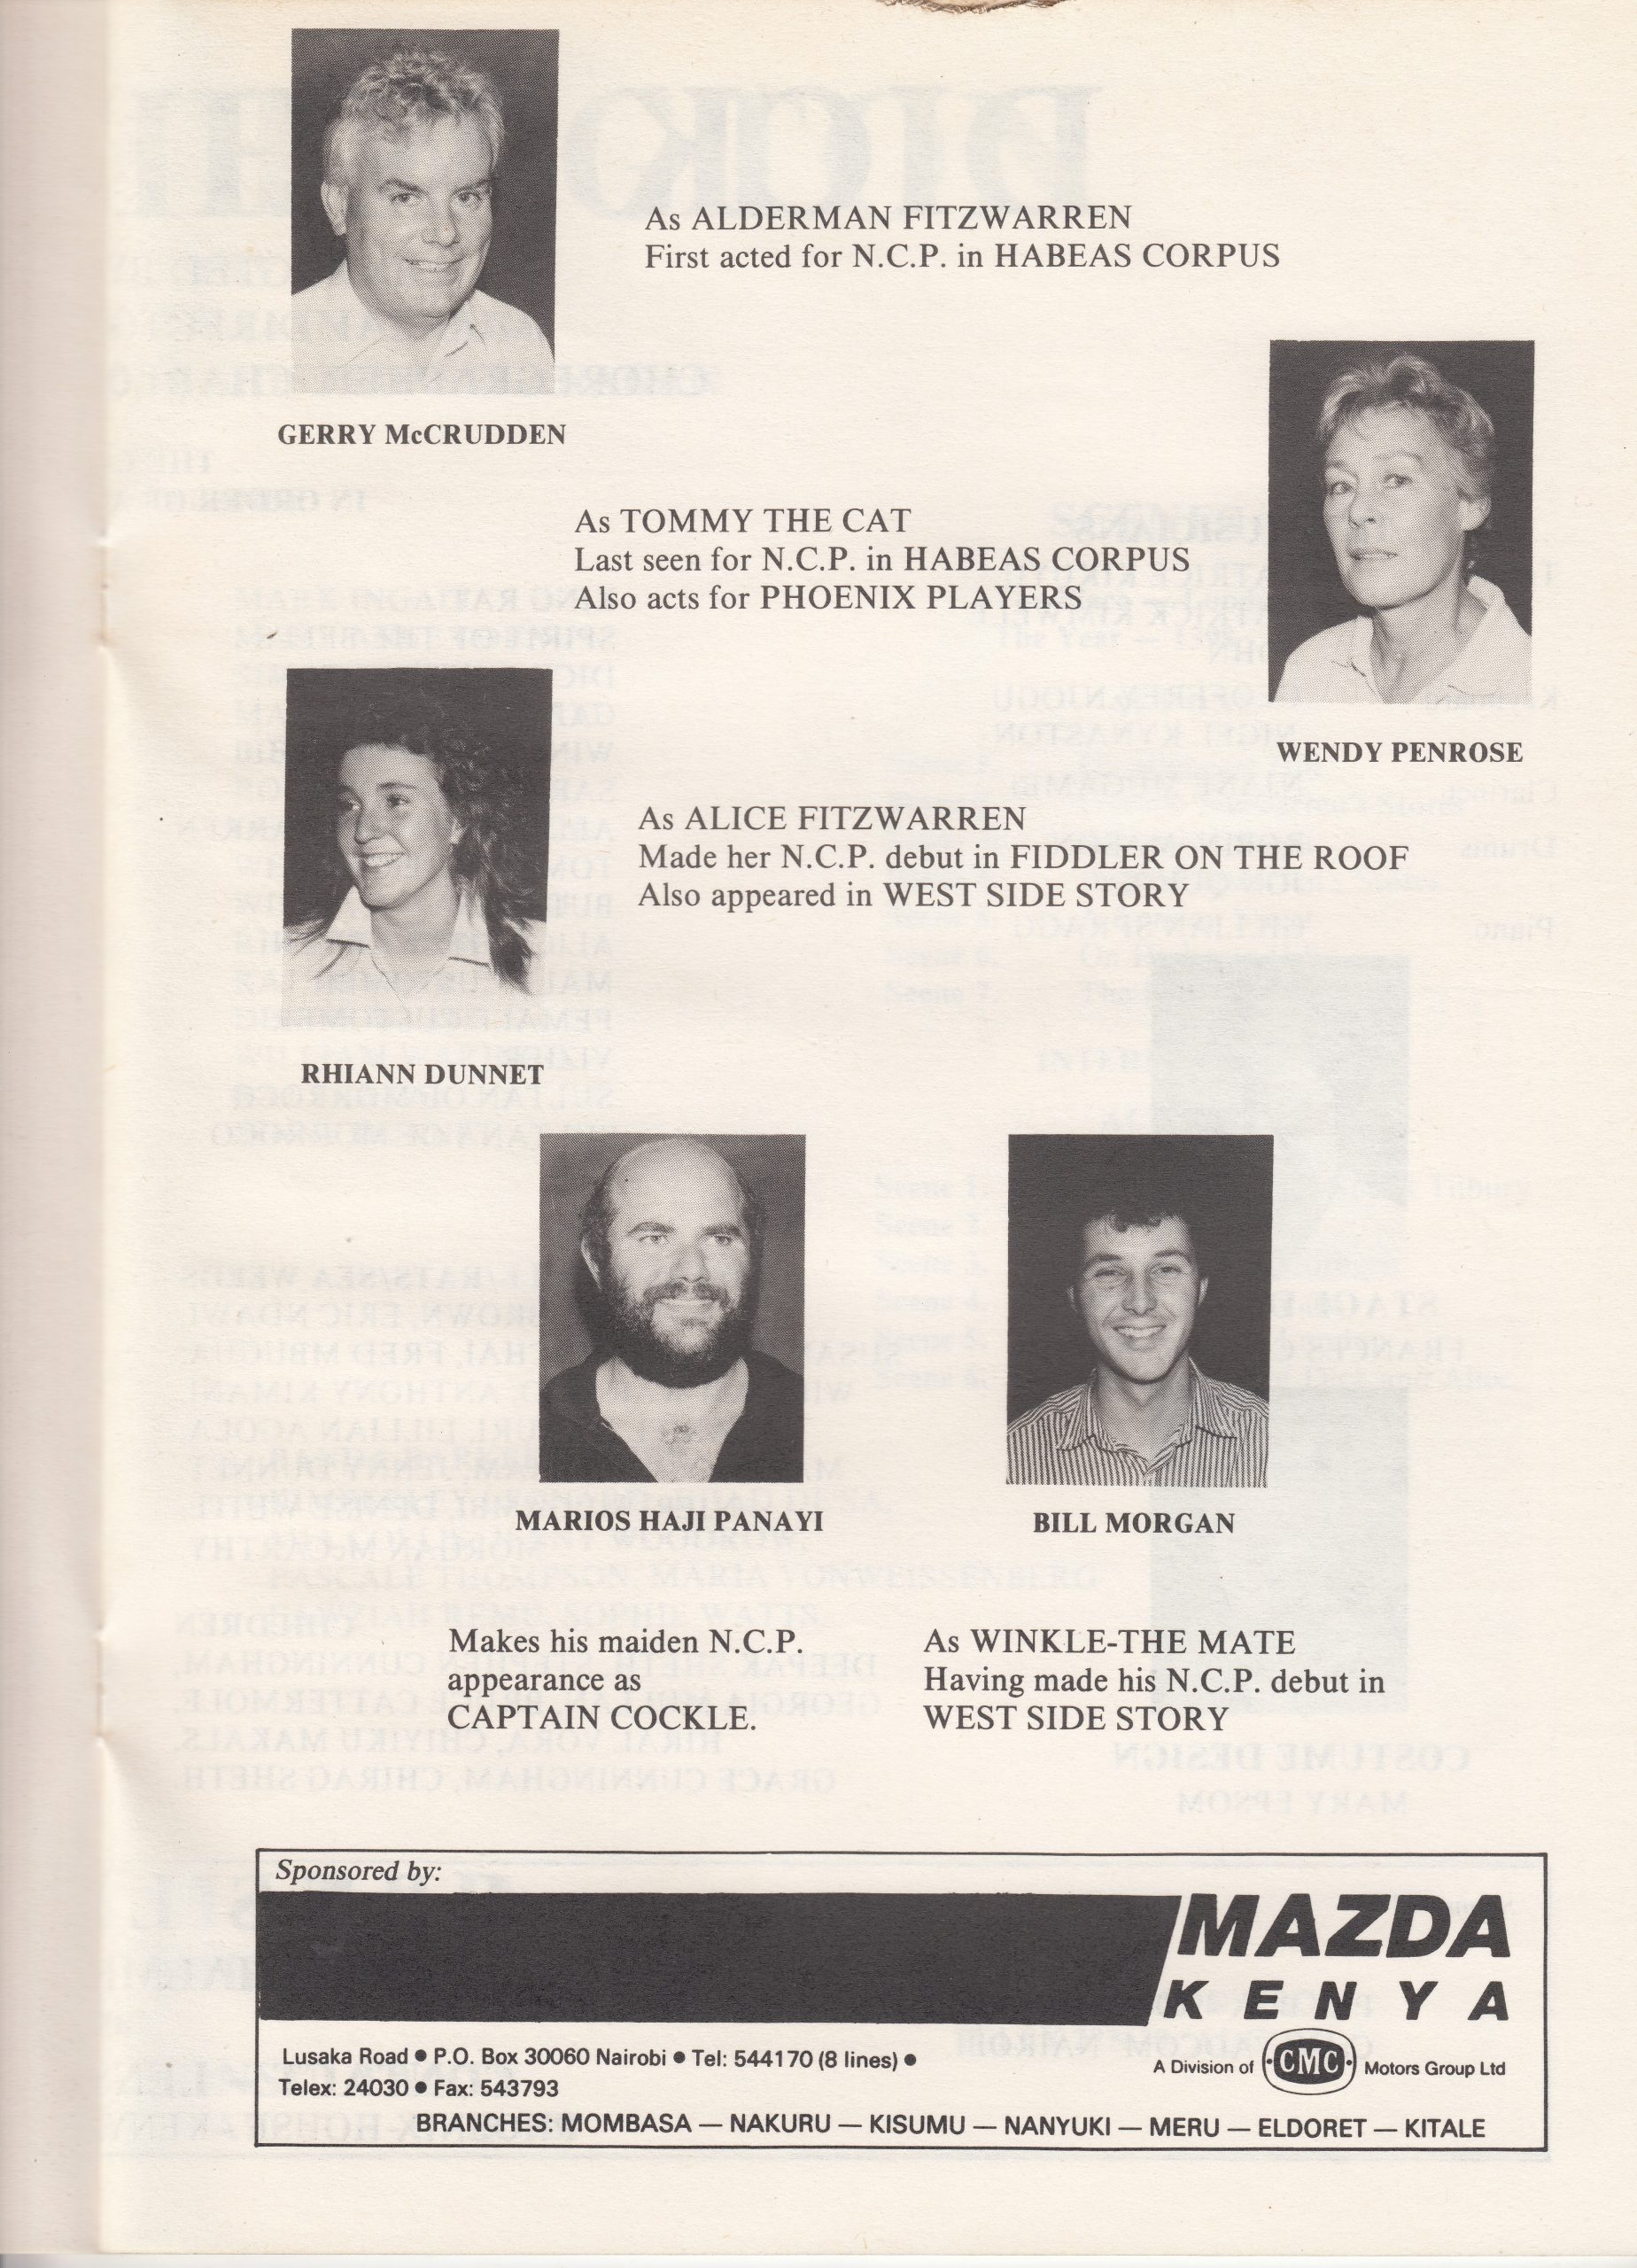 As ALDERMAN FITZWARREN
First acted for N.C.P. in HABEAS CORPUS
GERRY McCRUDDEN
As TOMMY THE CAT
Last seen for N.C.P. in HABEAS CORPUS
Also acts for PHOENIX PLAYERS
WENDY PENROSE
As ALICE FITZWARREN
Made her N.C.P. debut in FIDDLER ON THE ROOF
Also appeared in WEST SIDE STORY
RHIANN DUNNET
MARIOS HAJI PANAYI
Makes his maiden N.C.P.
appearance as
CAPTAIN COCKLE.
BILL MORGAN
As WINKLE-THE MATE
Having made his N.C.P. debut in
WEST SIDE STORY
Sponsored by:
MAZDA
KENYA
Lusaka Road ● P.O. Box 30060 Nairobi ● Tel: 544170 (8 lines) ●
Telex: 24030 ● Fax: 543793
A Division of CMC Motors Group Ltd
BRANCHES: MOMBASA — NAKURU — KISUMU — NANYUKI — MERU — ELDORET — KITALE